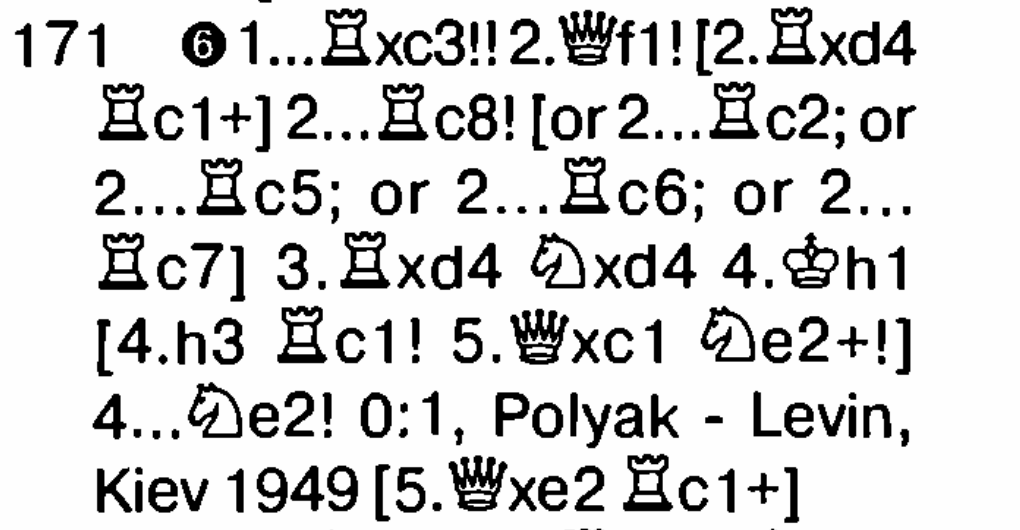 171 ❻ 1...♖xc3!! 2.♕f1! [2.♖xd4
♖c1+] 2...♖c8! [or 2...♖c2; or
2...♖c5; or 2...♖c6; or 2...
♖c7] 3.♖xd4 ♘xd4 4.♔h1
[4.h3 ♖c1! 5.♕xc1 ♘e2+!]
4...♘e2! 0:1, Polyak - Levin,
Kiev 1949 [5.♕xe2 ♖c1+]